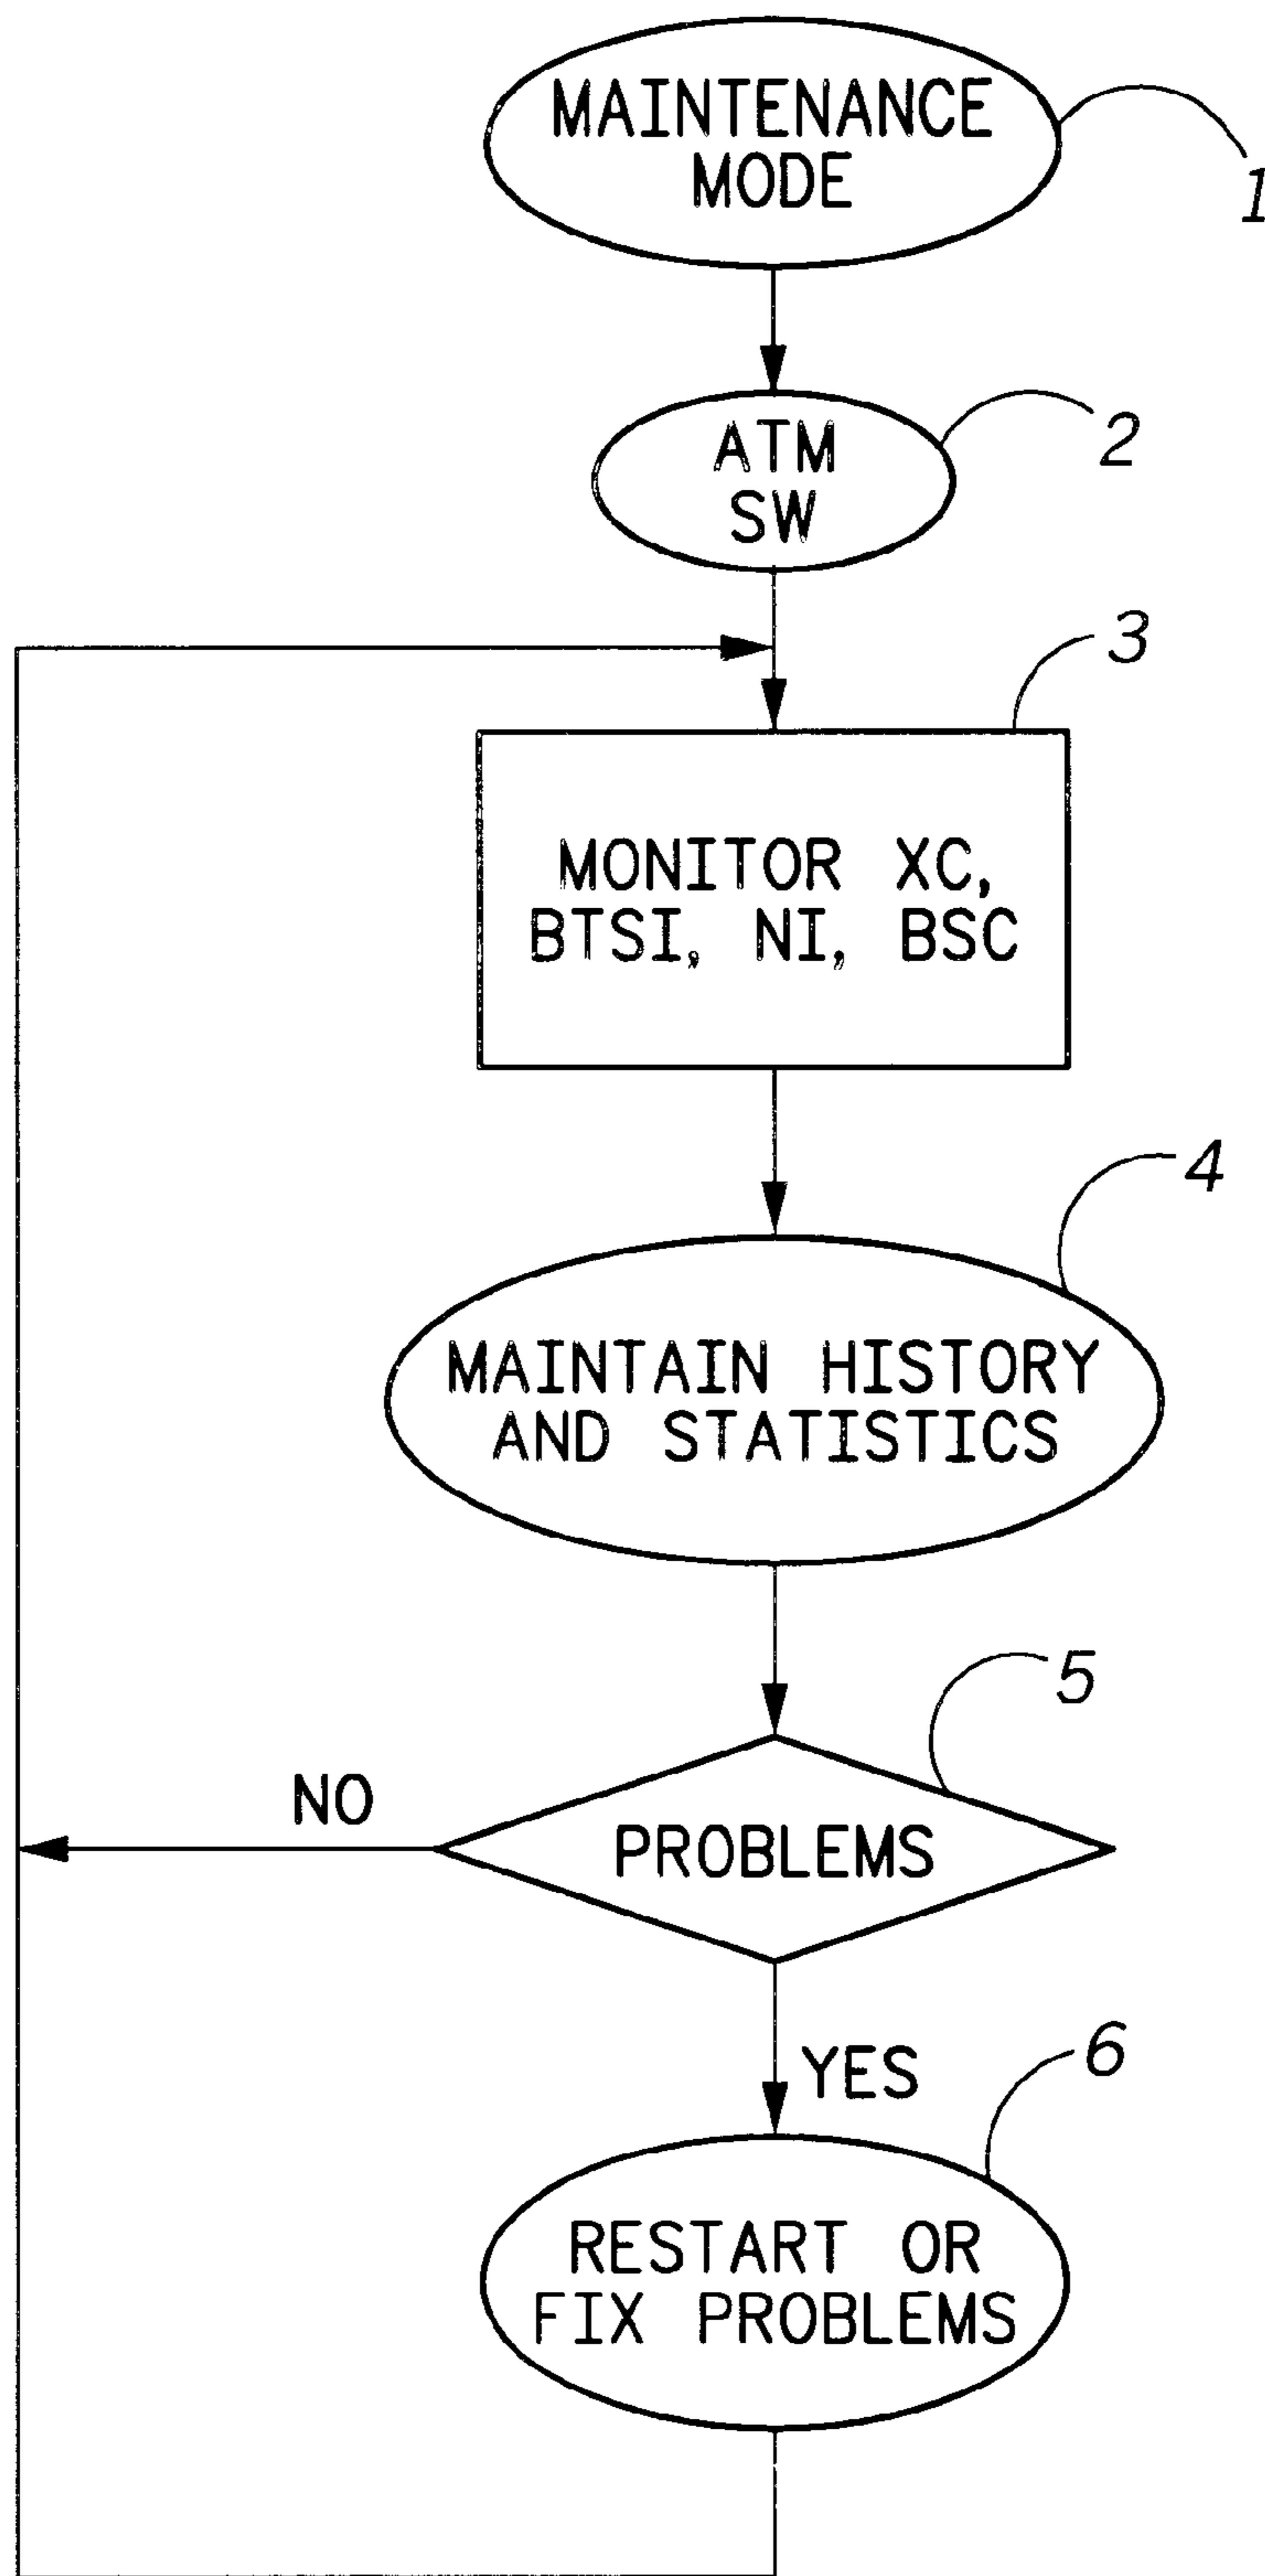 MAINTENANCE
MODE
1
ATM
SW
2
3
MONITOR XC,
BTSI, NI, BSC
4
MAINTAIN HISTORY
AND STATISTICS
5
NO
PROBLEMS
YES
6
RESTART OR
FIX PROBLEMS